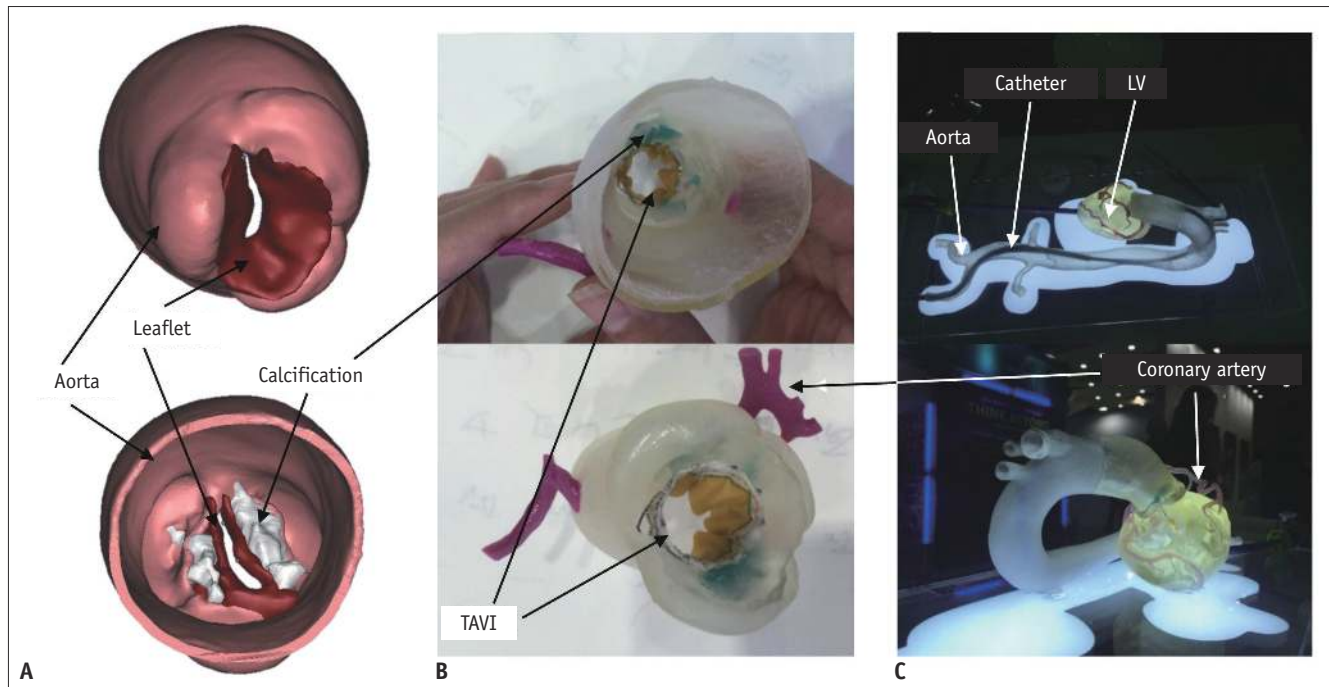 Leaflet
Aorta
Calcification
A
TAVI
B
Catheter
LV
Aorta
Coronary artery
C